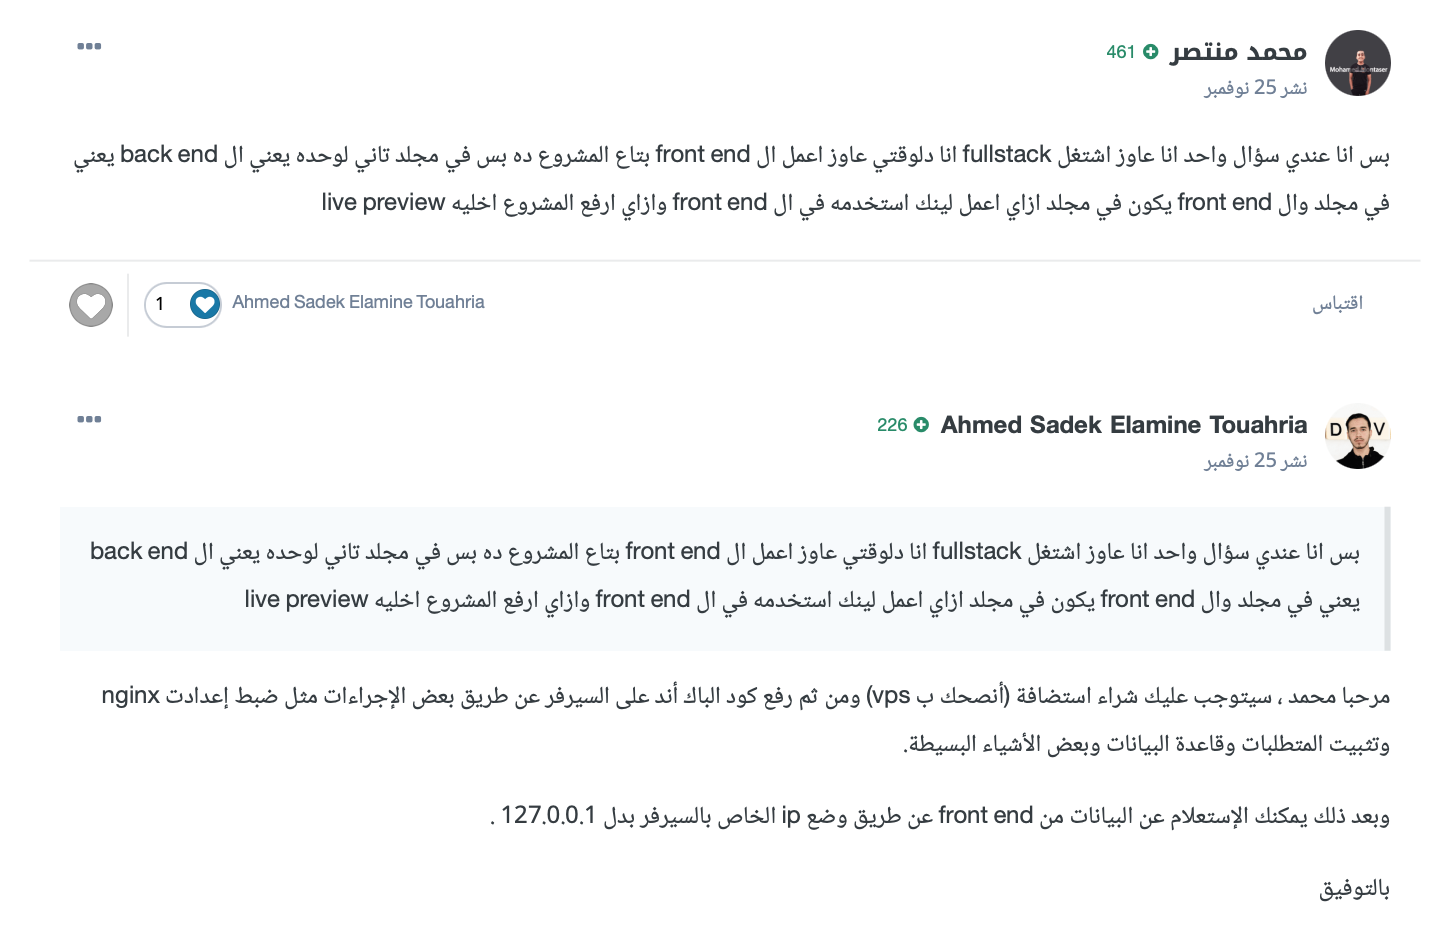 محمد منتصر 461
نشر 25 نوفمبر
بس انا عندي سؤال واحد انا عاوز اشتغل fullstack انا دلوقتي عاوز اعمل ال front end بتاع المشروع ده بس في مجلد تاني لوحده يعني ال back end يعني
في مجلد وال front end يكون في مجلد ازاي اعمل لينك استخدمه في ال front end وازاي ارفع المشروع اخليه live preview
اقتباس
Ahmed Sadek Elamine Touahria 1
Ahmed Sadek Elamine Touahria 226
نشر 25 نوفمبر
بس انا عندي سؤال واحد انا عاوز اشتغل fullstack انا دلوقتي عاوز اعمل ال front end بتاع المشروع ده بس في مجلد تاني لوحده يعني ال back end
يعني في مجلد وال front end يكون في مجلد ازاي اعمل لينك استخدمه في ال front end وازاي ارفع المشروع اخليه live preview
مرحبا محمد ، سيتوجب عليك شراء استضافة (أنصحك ب vps) ومن ثم رفع كود الباك أند على السيرفر عن طريق بعض الإجراءات مثل ضبط إعدادت nginx
وتثبيت المتطلبات وقاعدة البيانات وبعض الأشياء البسيطة.
وبعد ذلك يمكنك الإستعلام عن البيانات من front end عن طريق وضع ip الخاص بالسيرفر بدل 127.0.0.1 .
بالتوفيق